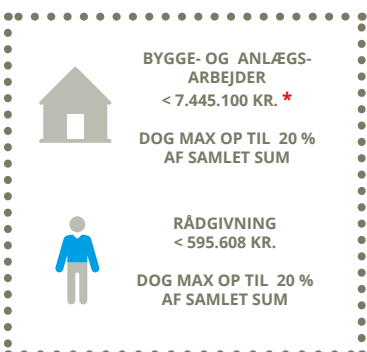 BYGGE- OG ANLÆGS-
ARBEJDER
< 7.445.100 KR. *
DOG MAX OP TIL 20 %
AF SAMLET SUM
RÅDGIVNING
< 595.608 KR.
DOG MAX OP TIL 20 %
AF SAMLET SUM